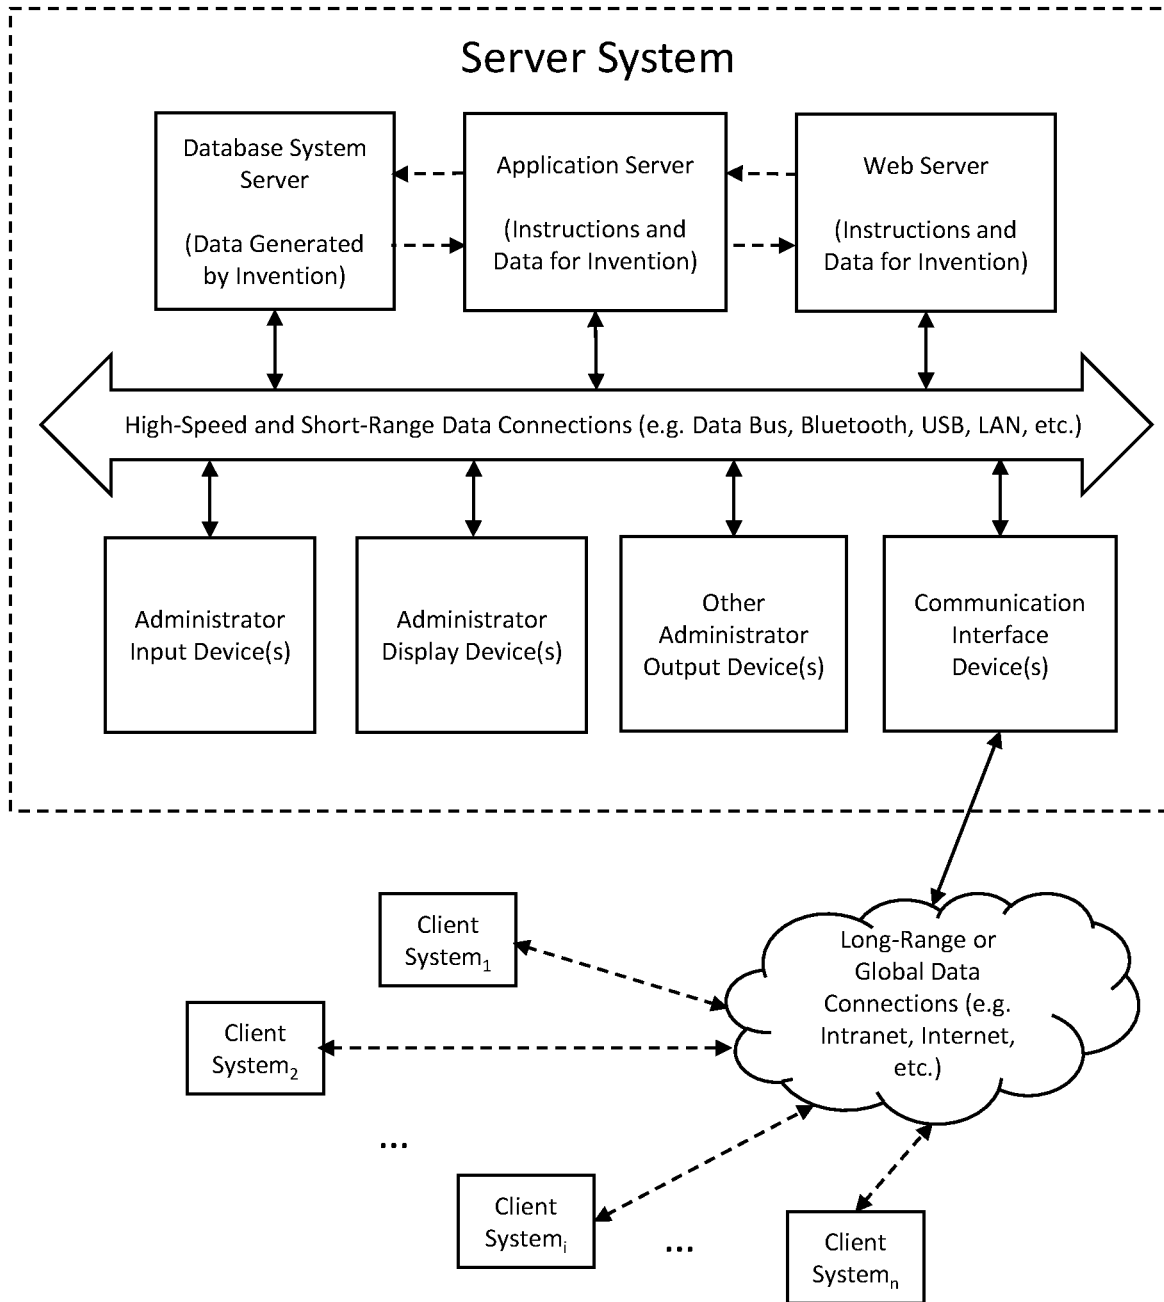 Server System
Database System
Server
(Data Generated
by Invention)
Application Server
(Instructions and
Data for Invention)
Web Server
(Instructions and
Data for Invention)
High-Speed and Short-Range Data Connections (e.g. Data Bus, Bluetooth, USB, LAN, etc.)
Administrator
Input Device(s)
Administrator
Display Device(s)
Other
Administrator
Output Device(s)
Communication
Interface
Device(s)
Long-Range or
Global Data
Connections (e.g.
Intranet, Internet,
etc.)
Client
System₁
Client
System₂
...
Client
Systemᵢ
...
Client
Systemₙ